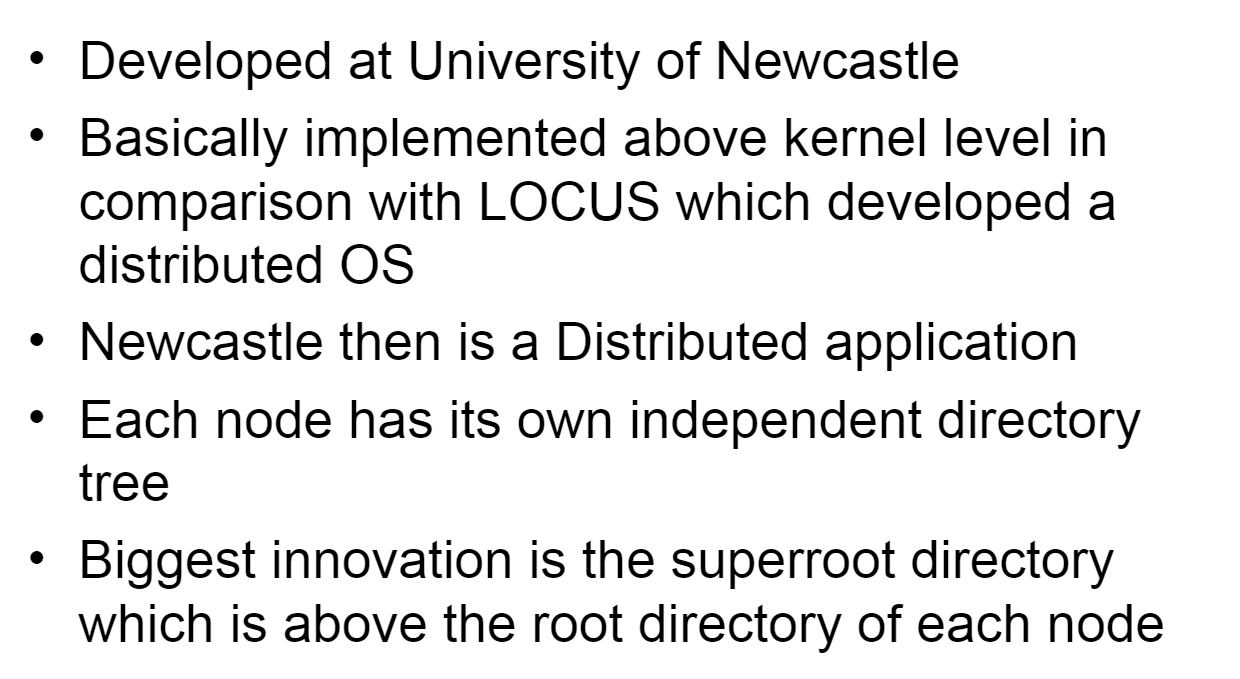 • Developed at University of Newcastle
• Basically implemented above kernel level in
comparison with LOCUS which developed a
distributed OS
• Newcastle then is a Distributed application
• Each node has its own independent directory
tree
• Biggest innovation is the superroot directory
which is above the root directory of each node